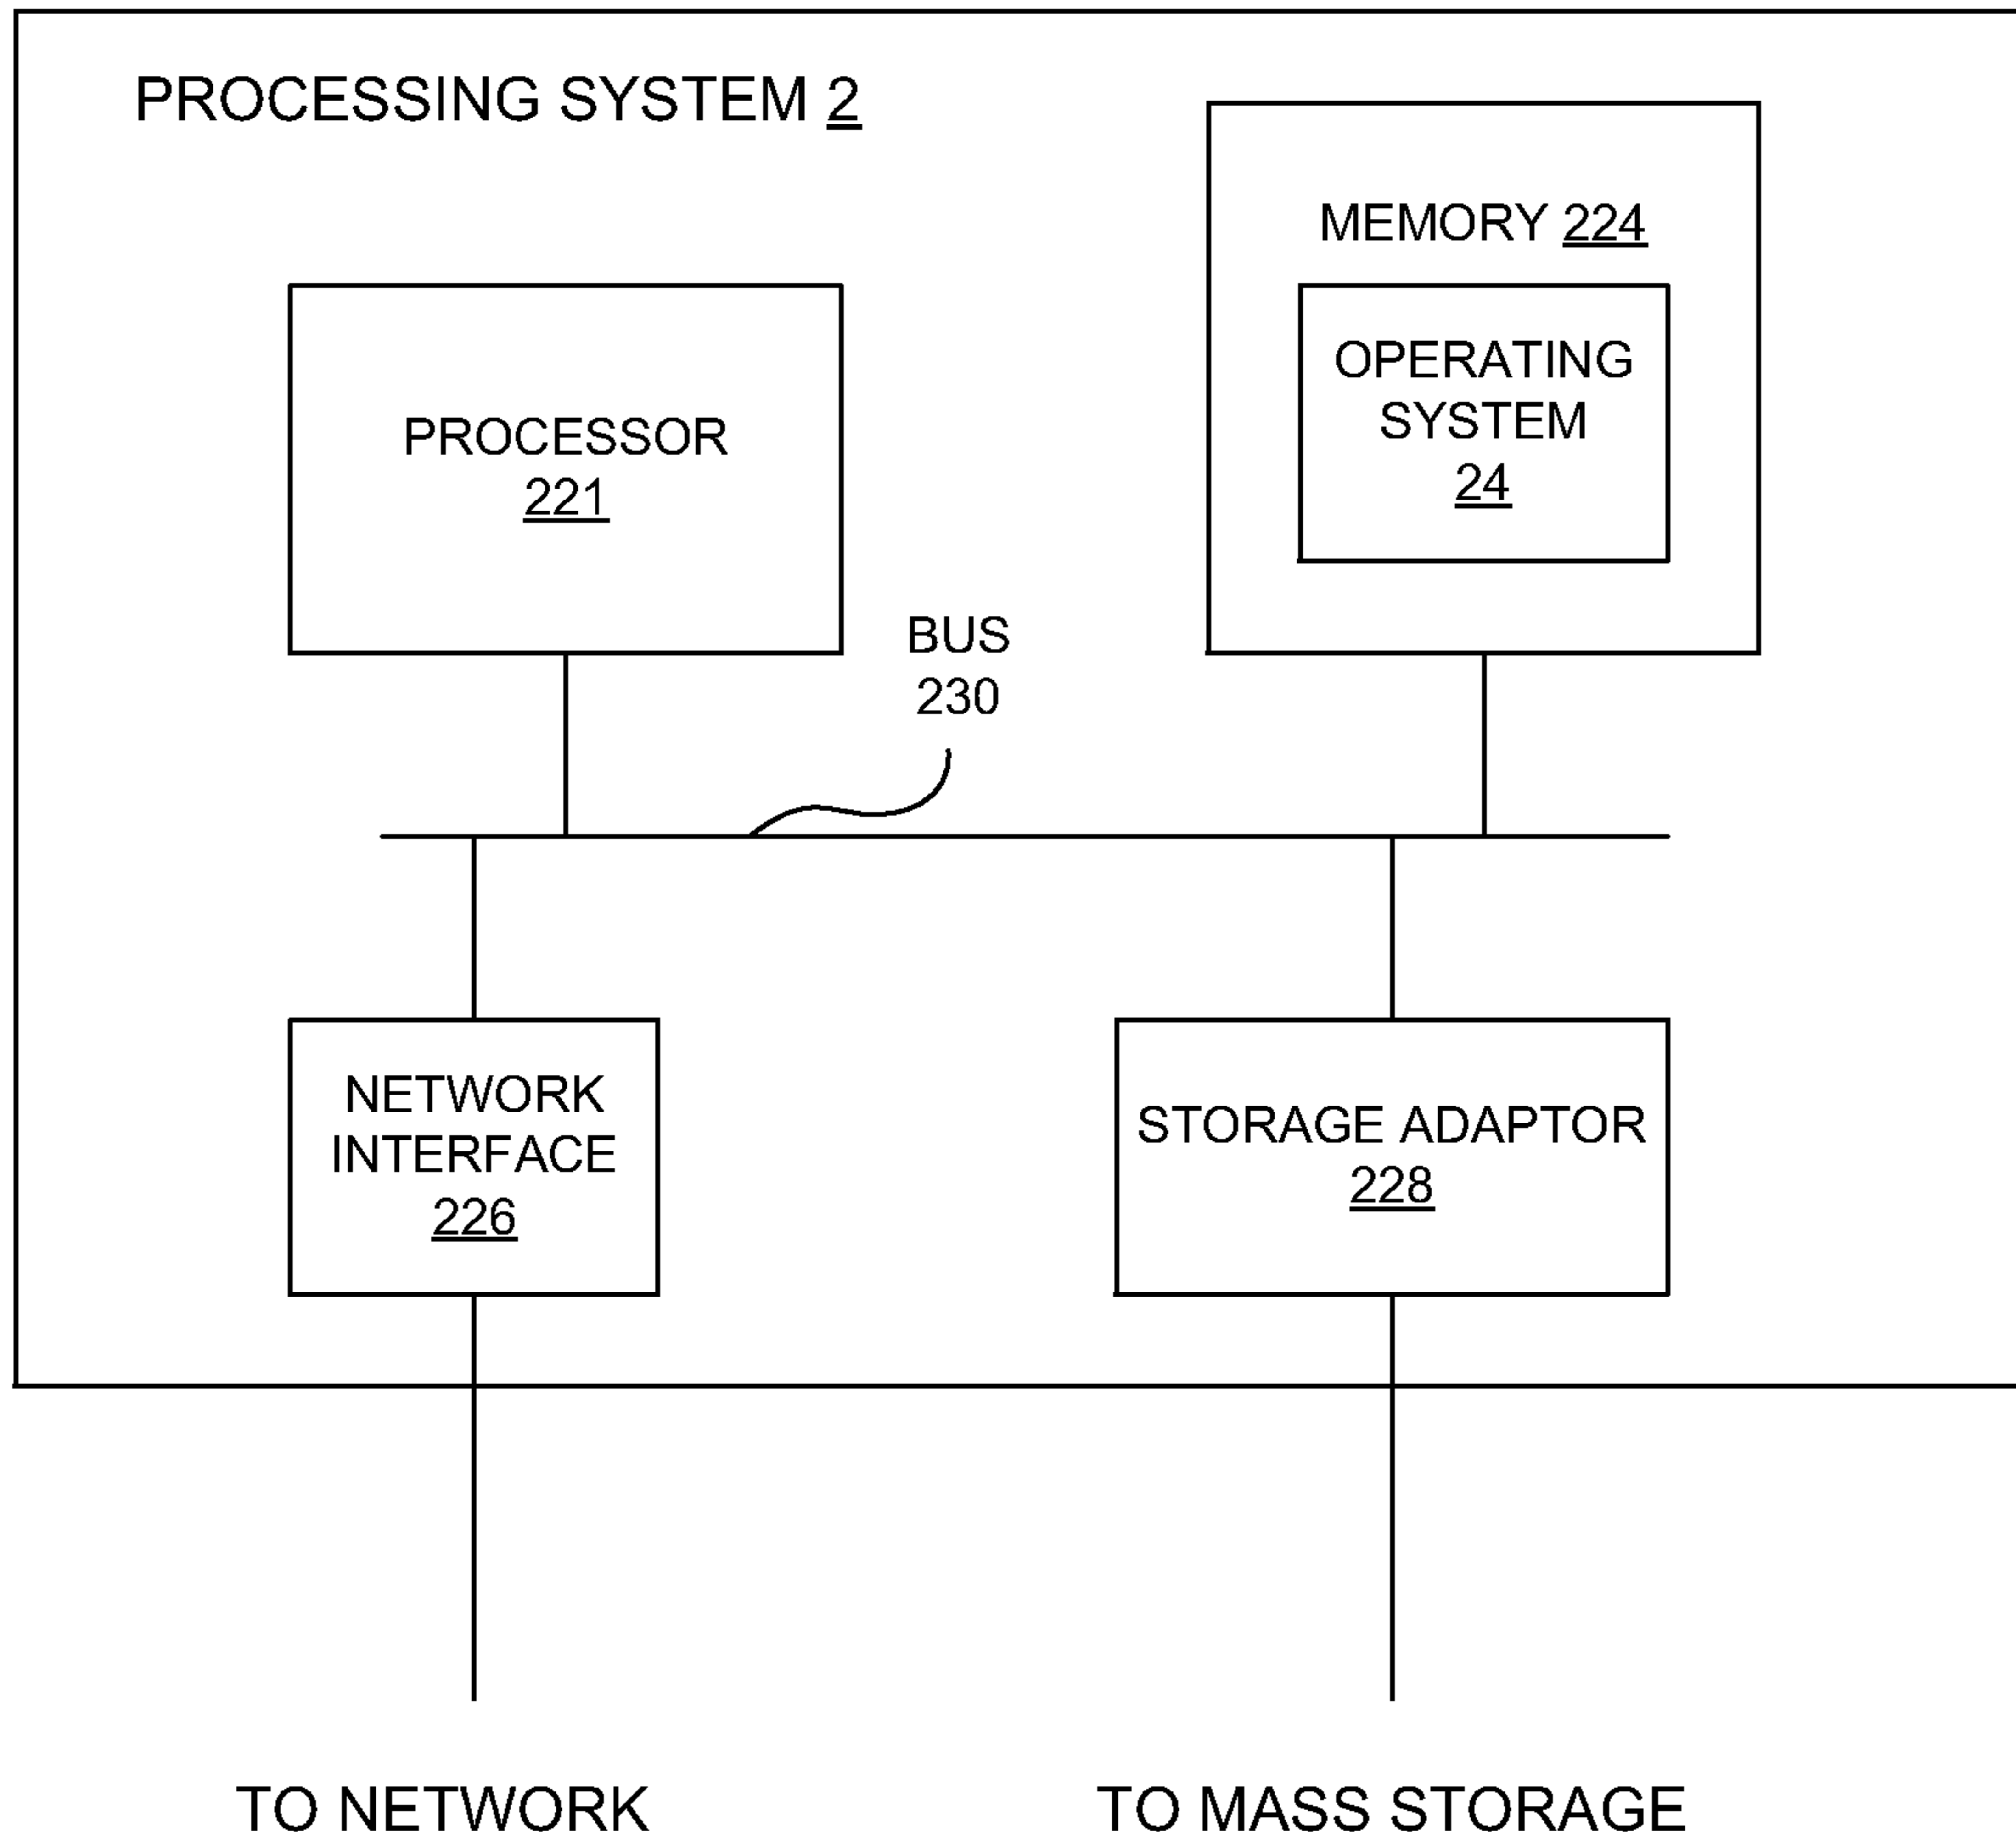 PROCESSING SYSTEM 2
MEMORY 224
OPERATING
SYSTEM
24
PROCESSOR
221
BUS
230
NETWORK
INTERFACE
226
STORAGE ADAPTOR
228
TO NETWORK
TO MASS STORAGE